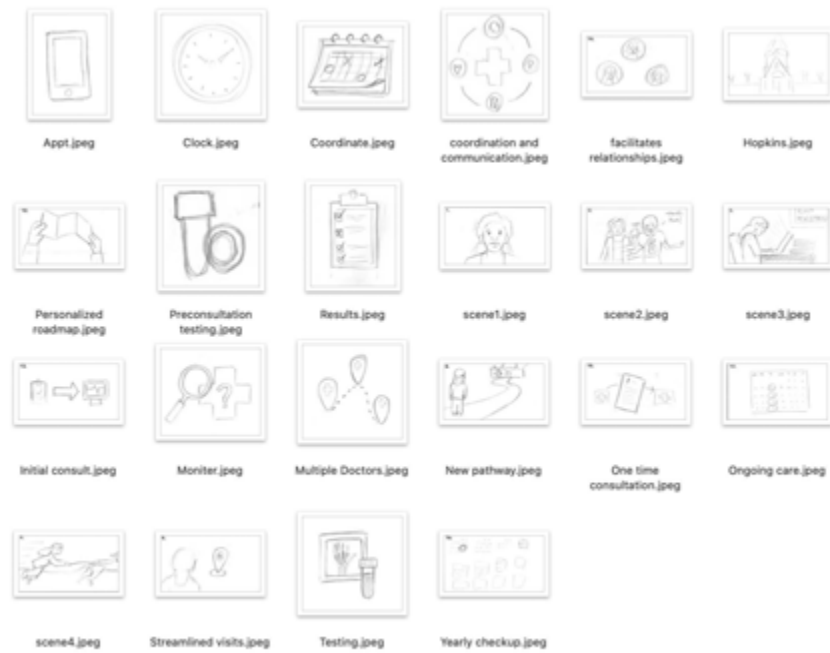 Appt.jpeg
Clock.jpeg
Coordinate.jpeg
coordination and
communication.jpeg
facilitates
relationships.jpeg
Hopkins.jpeg
Personalized
roadmap.jpeg
Preconsultation
testing.jpeg
Results.jpeg
scene1.jpeg
scene2.jpeg
scene3.jpeg
Initial consult.jpeg
Moniter.jpeg
Multiple Doctors.jpeg
New pathway.jpeg
One time
consultation.jpeg
Ongoing care.jpeg
scene4.jpeg
Streamlined visits.jpeg
Testing.jpeg
Yearly checkup.jpeg